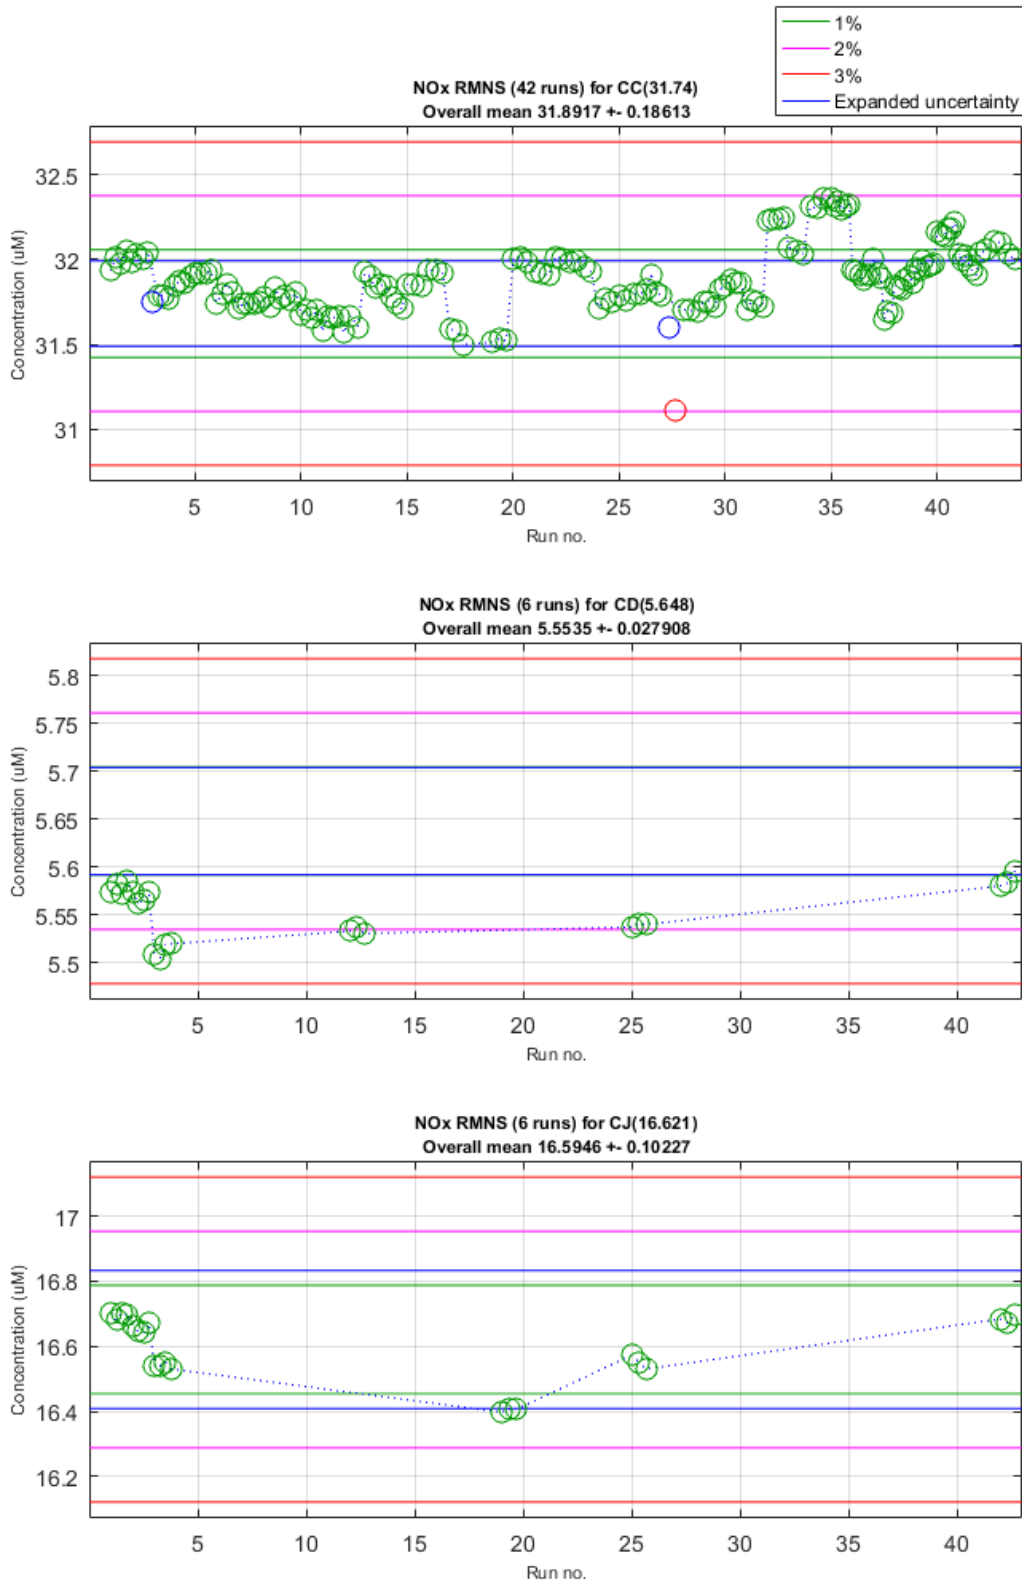 1%
2%
3%
Expanded uncertainty
NOx RMNS (42 runs) for CC(31.74)
Overall mean 31.8917 +- 0.18613
32.5
32
31.5
31
Concentration (uM)
5 10 15 20 25 30 35 40
Run no.
NOx RMNS (6 runs) for CD(5.648)
Overall mean 5.5535 +- 0.027908
5.8
5.75
5.7
5.65
5.6
5.55
5.5
Concentration (uM)
5 10 15 20 25 30 35 40
Run no.
NOx RMNS (6 runs) for CJ(16.621)
Overall mean 16.5946 +- 0.10227
17
16.8
16.6
16.4
16.2
Concentration (uM)
5 10 15 20 25 30 35 40
Run no.